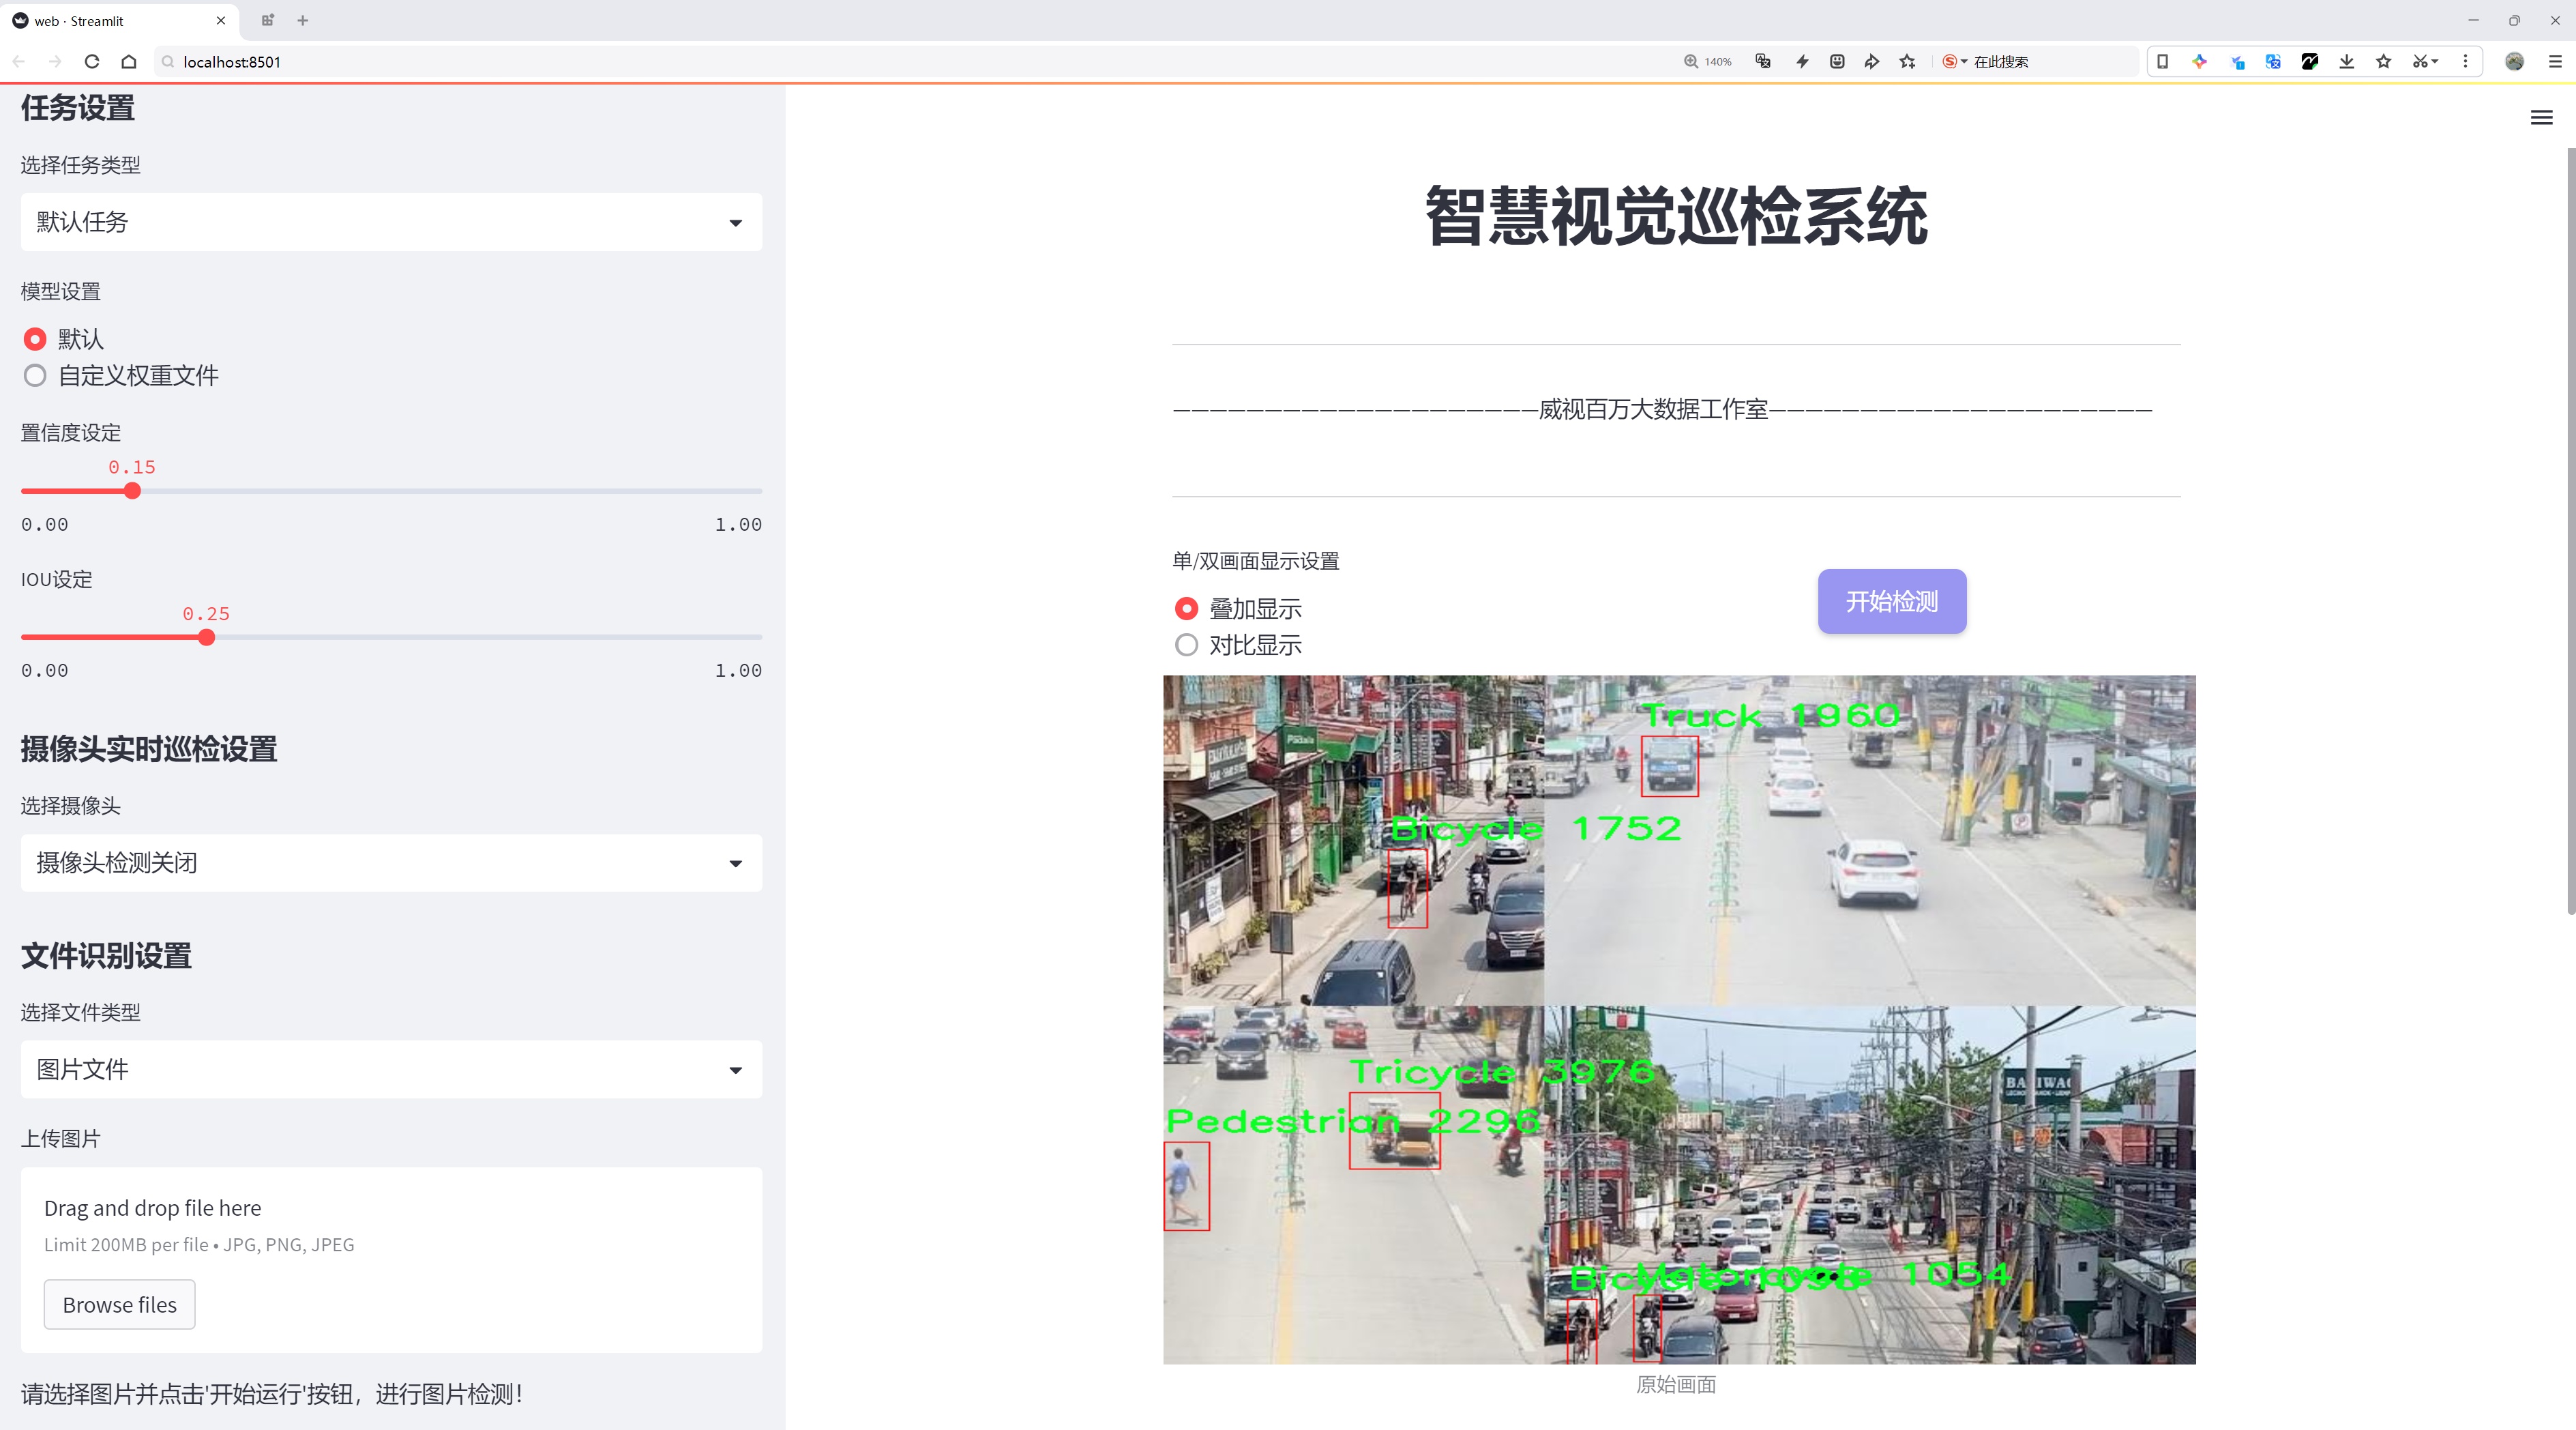 web · Streamlit
localhost:8501
140%
在此搜索
任务设置
选择任务类型
默认任务
模型设置
默认
自定义权重文件
置信度设定
0.15
0.00 1.00
IOU设定
0.25
0.00 1.00
摄像头实时巡检设置
选择摄像头
摄像头检测关闭
文件识别设置
选择文件类型
图片文件
上传图片
Drag and drop file here
Limit 200MB per file • JPG, PNG, JPEG
Browse files
请选择图片并点击'开始运行'按钮，进行图片检测！
智慧视觉巡检系统
—————————————————————威视百万大数据工作室—————————————————————
单/双画面显示设置
叠加显示
对比显示
开始检测
Truck 1960
Padala
Bicycle 1752
Tricycle 3976
Pedestrian 2296
Bicycle
Motorcycle 1054
原始画面